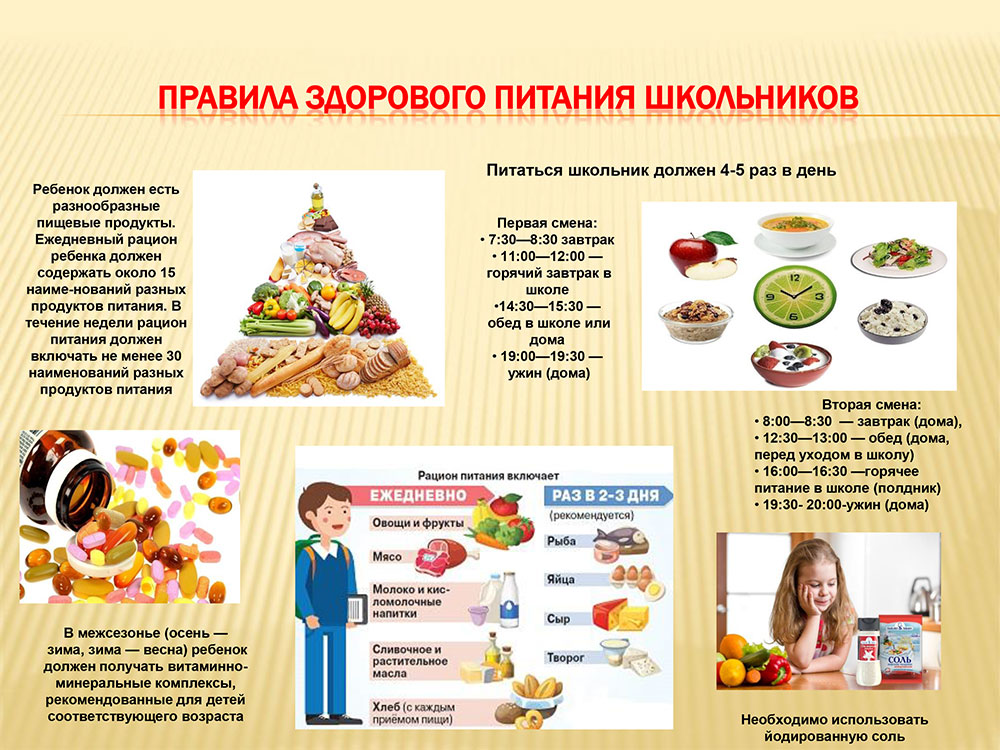 ПРАВИЛА ЗДОРОВОГО ПИТАНИЯ ШКОЛЬНИКОВ
Питаться школьник должен 4-5 раз в день
Ребенок должен есть
разнообразные
пищевые продукты.
Ежедневный рацион
ребенка должен
содержать около 15
наиме-нований разных
продуктов питания. В
течение недели рацион
питания должен
включать не менее 30
наименований разных
продуктов питания
Первая смена:
• 7:30—8:30 завтрак
• 11:00—12:00 —
горячий завтрак в
школе
•14:30—15:30 —
обед в школе или
дома
• 19:00—19:30 —
ужин (дома)
12
3
6
9
Вторая смена:
• 8:00—8:30 — завтрак (дома),
• 12:30—13:00 — обед (дома,
перед уходом в школу)
• 16:00—16:30 —горячее
питание в школе (полдник)
• 19:30- 20:00-ужин (дома)
Рацион питания включает
ЕЖЕДНЕВНО
Овощи и фрукты
Мясо
Молоко и кис-
ломолочные
напитки
Сливочное и
растительное
масла
Хлеб (с каждым
приёмом пищи)
РАЗ В 2-3 ДНЯ
(рекомендуется)
Рыба
Яйца
Сыр
Творог
В межсезонье (осень —
зима, зима — весна) ребенок
должен получать витаминно-
минеральные комплексы,
рекомендованные для детей
соответствующего возраста
СОЛЬ
Необходимо использовать
йодированную соль